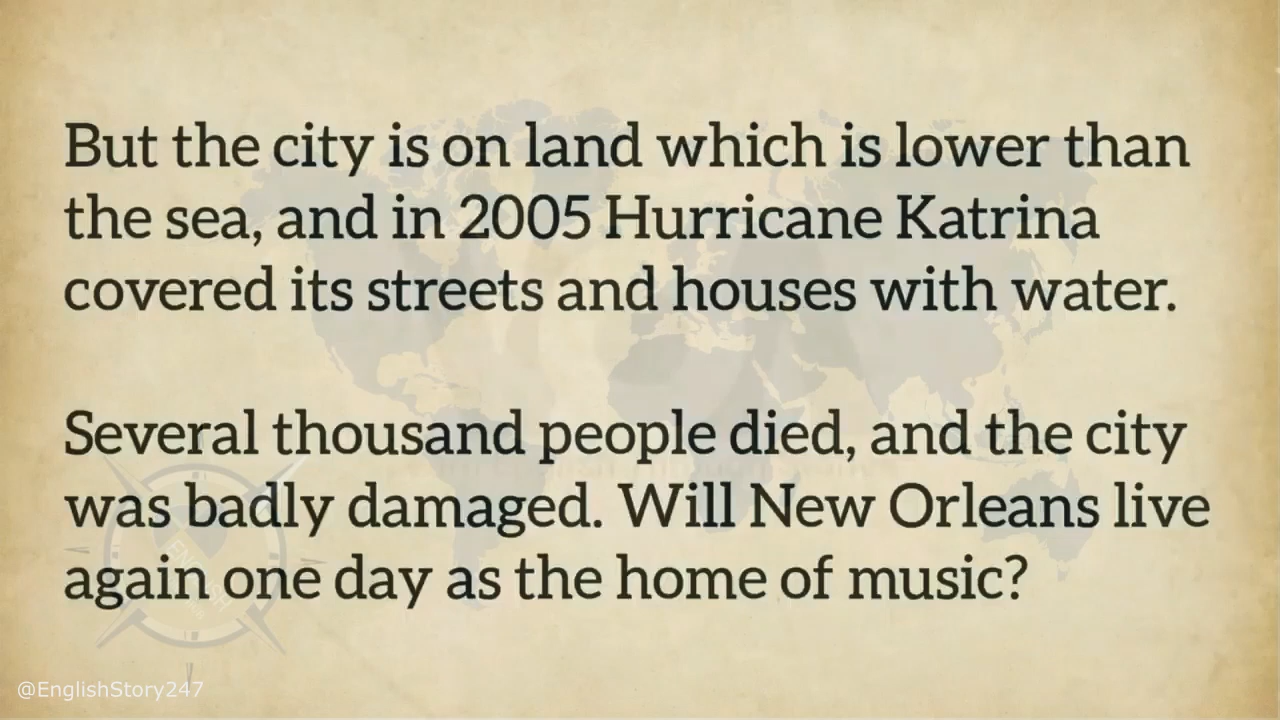 But the city is on land which is lower than
the sea, and in 2005 Hurricane Katrina
covered its streets and houses with water.
Several thousand people died, and the city
was badly damaged. Will New Orleans live
again one day as the home of music?
@EnglishStory247